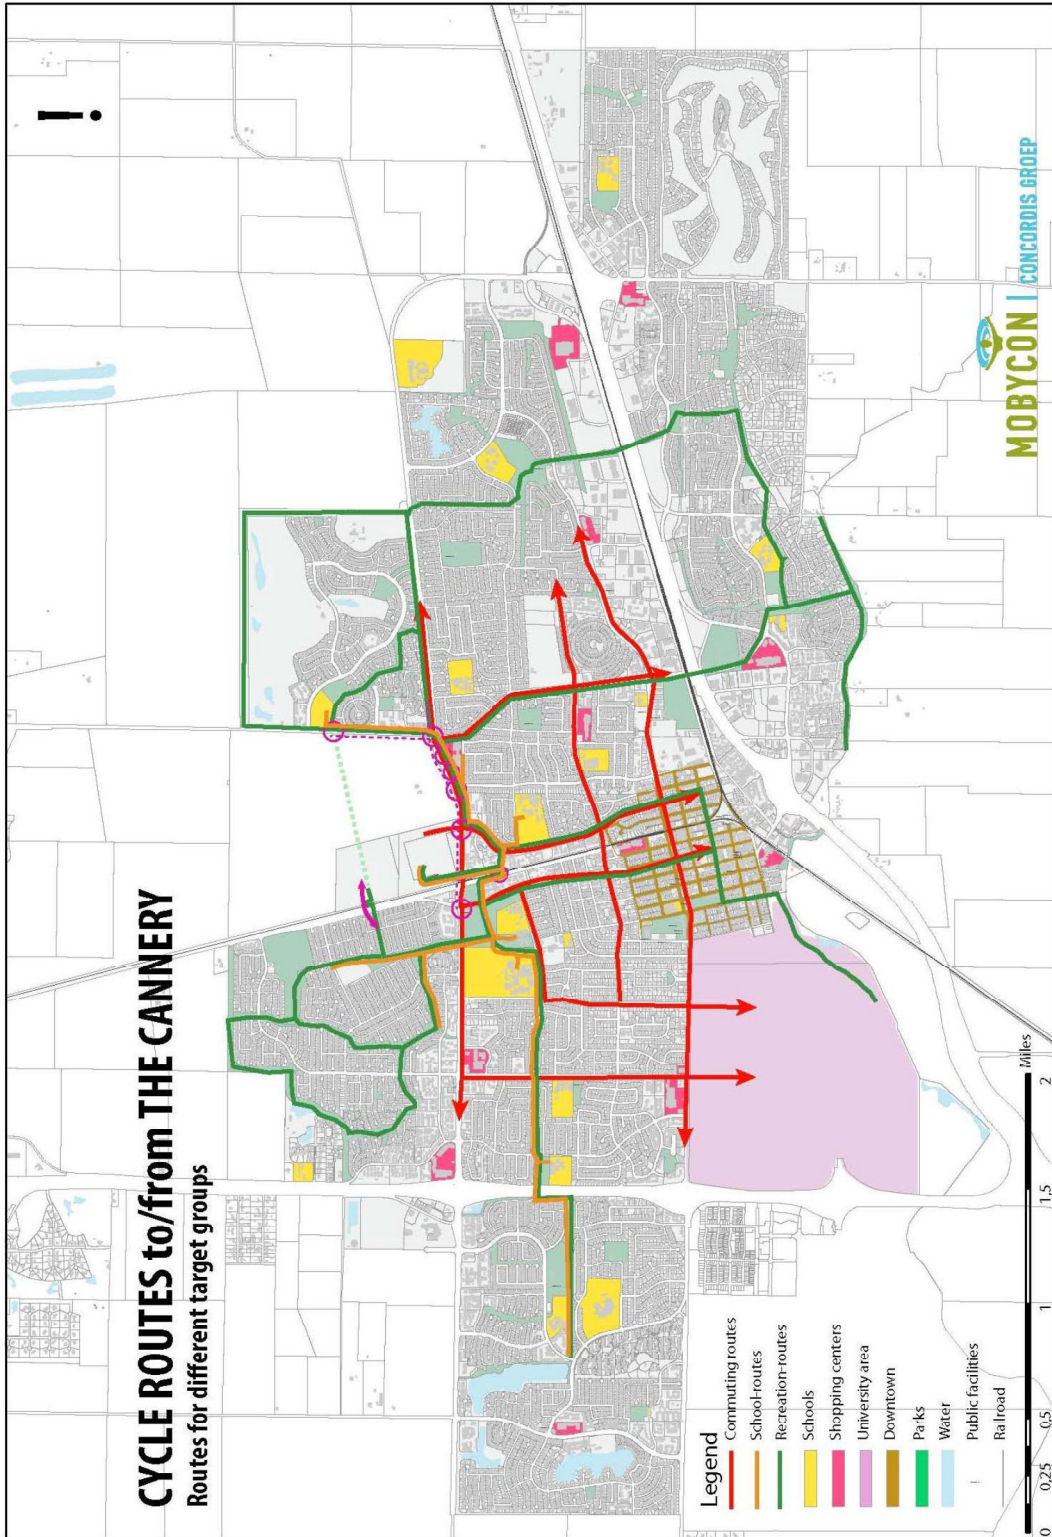 CYCLE ROUTES to/from THE CANNERY
Routes for different target groups
Legend
Commuting routes
School-routes
Recreation-routes
Schools
Shopping centers
University area
Downtown
Parks
Water
Public facilities
Railroad
0 0,25 0,5 1 1,5 2
Miles
MOBYCON | CONCORDIS GROEP